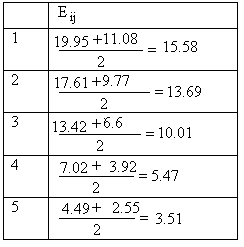 E ij
1 19.95 +11.08 / 2 = 15.58
2 17.61 +9.77 / 2 = 13.69
3 13.42 +6.6 / 2 = 10.01
4 7.02 + 3.92 / 2 = 5.47
5 4.49 + 2.55 / 2 = 3.51